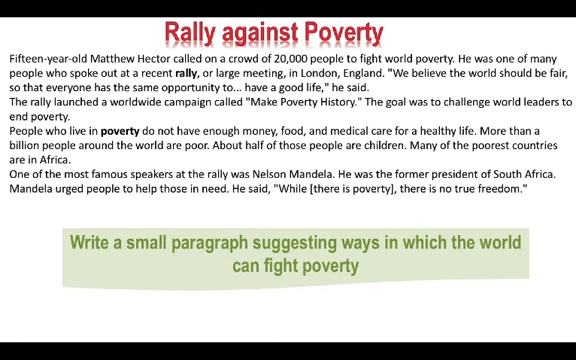 Rally against Poverty
Fifteen-year-old Matthew Hector called on a crowd of 20,000 people to fight world poverty. He was one of many
people who spoke out at a recent rally, or large meeting, in London, England. "We believe the world should be fair,
so that everyone has the same opportunity to... have a good life," he said.
The rally launched a worldwide campaign called "Make Poverty History." The goal was to challenge world leaders to
end poverty.
People who live in poverty do not have enough money, food, and medical care for a healthy life. More than a
billion people around the world are poor. About half of those people are children. Many of the poorest countries
are in Africa.
One of the most famous speakers at the rally was Nelson Mandela. He was the former president of South Africa.
Mandela urged people to help those in need. He said, "While [there is poverty], there is no true freedom."
Write a small paragraph suggesting ways in which the world
can fight poverty